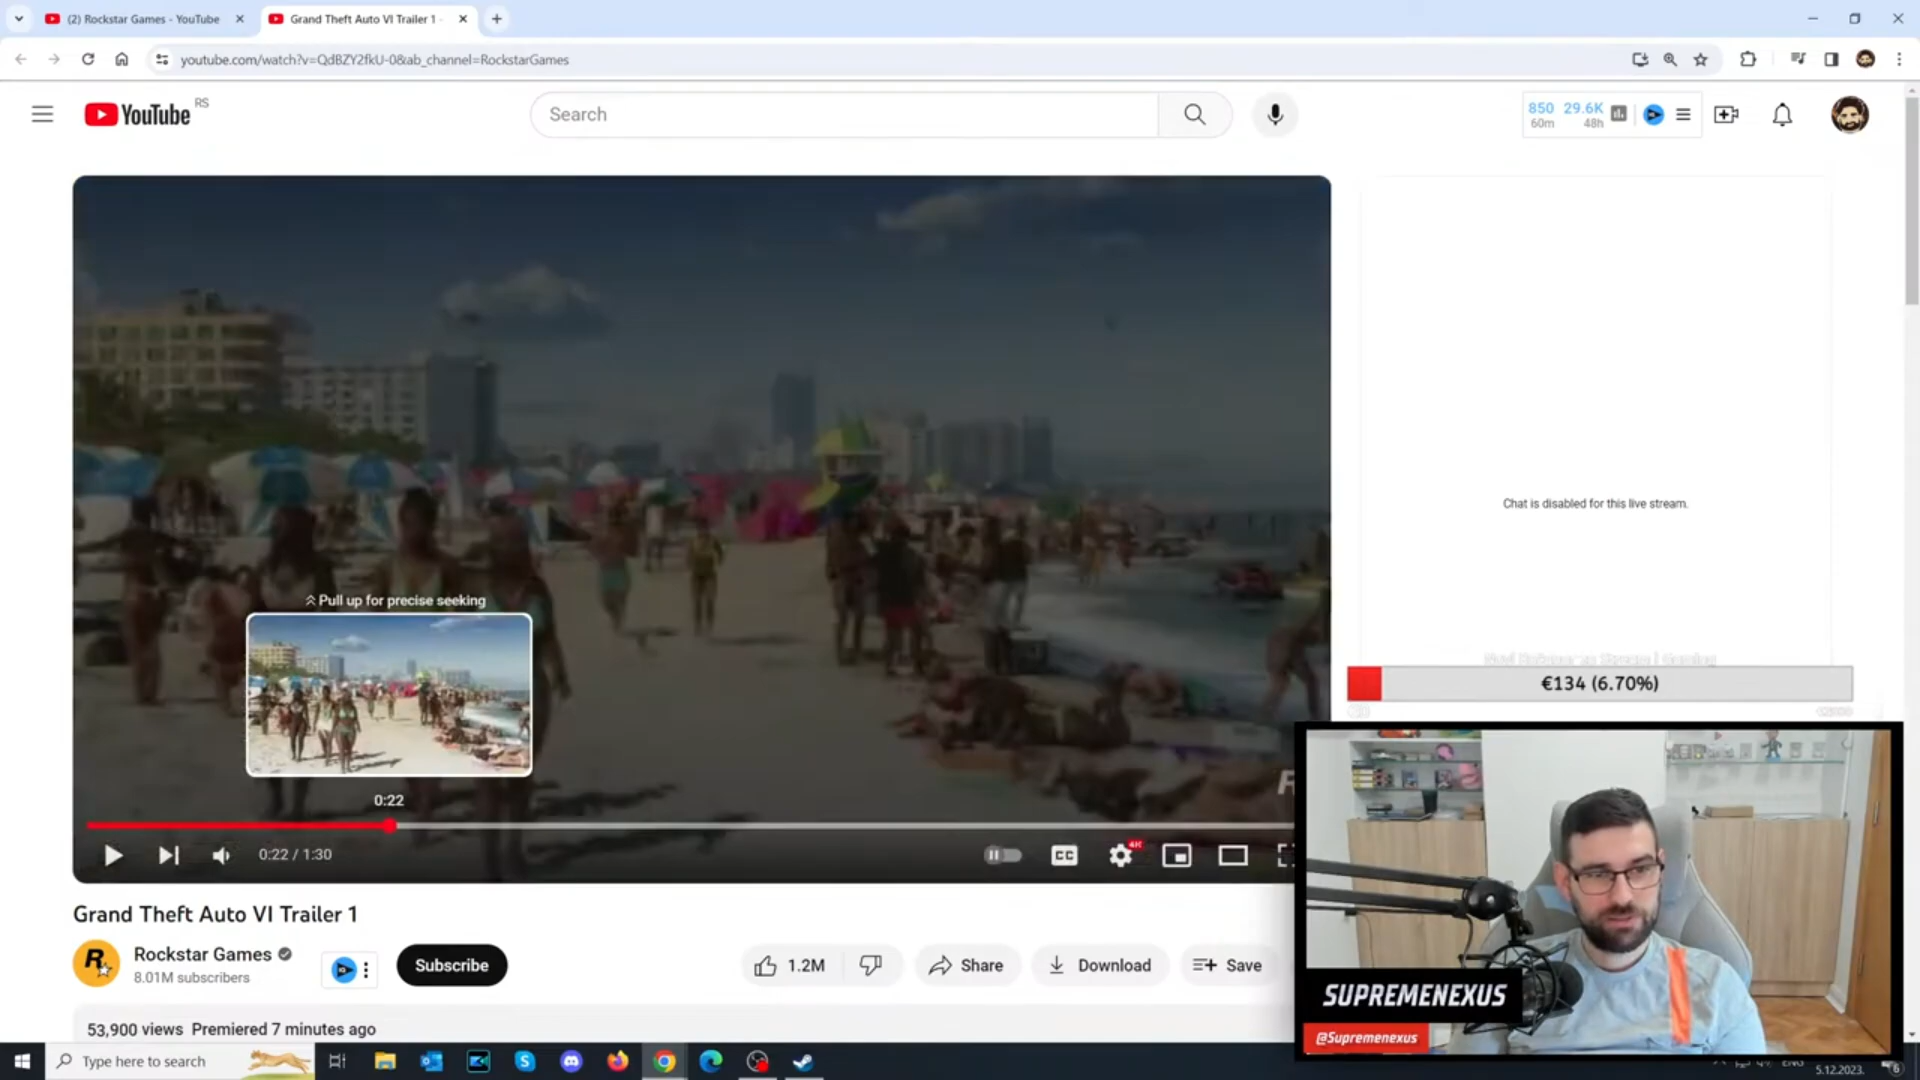 (2) Rockstar Games - YouTube
Grand Theft Auto VI Trailer 1 -
youtube.com/watch?v=QdBZY2fkU-0&ab_channel=RockstarGames
YouTube RS
Search
850 29.6K
60m 48h
Chat is disabled for this live stream.
Pull up for precise seeking
€134 (6.70%)
0:22
0:22 / 1:30
CC
4K
Grand Theft Auto VI Trailer 1
Rockstar Games
8.01M subscribers
Subscribe
1.2M
Share
Download
Save
SUPREMENEXUS
@Supremenexus
53,900 views Premiered 7 minutes ago
Type here to search
ENG
5.12.2023.
6